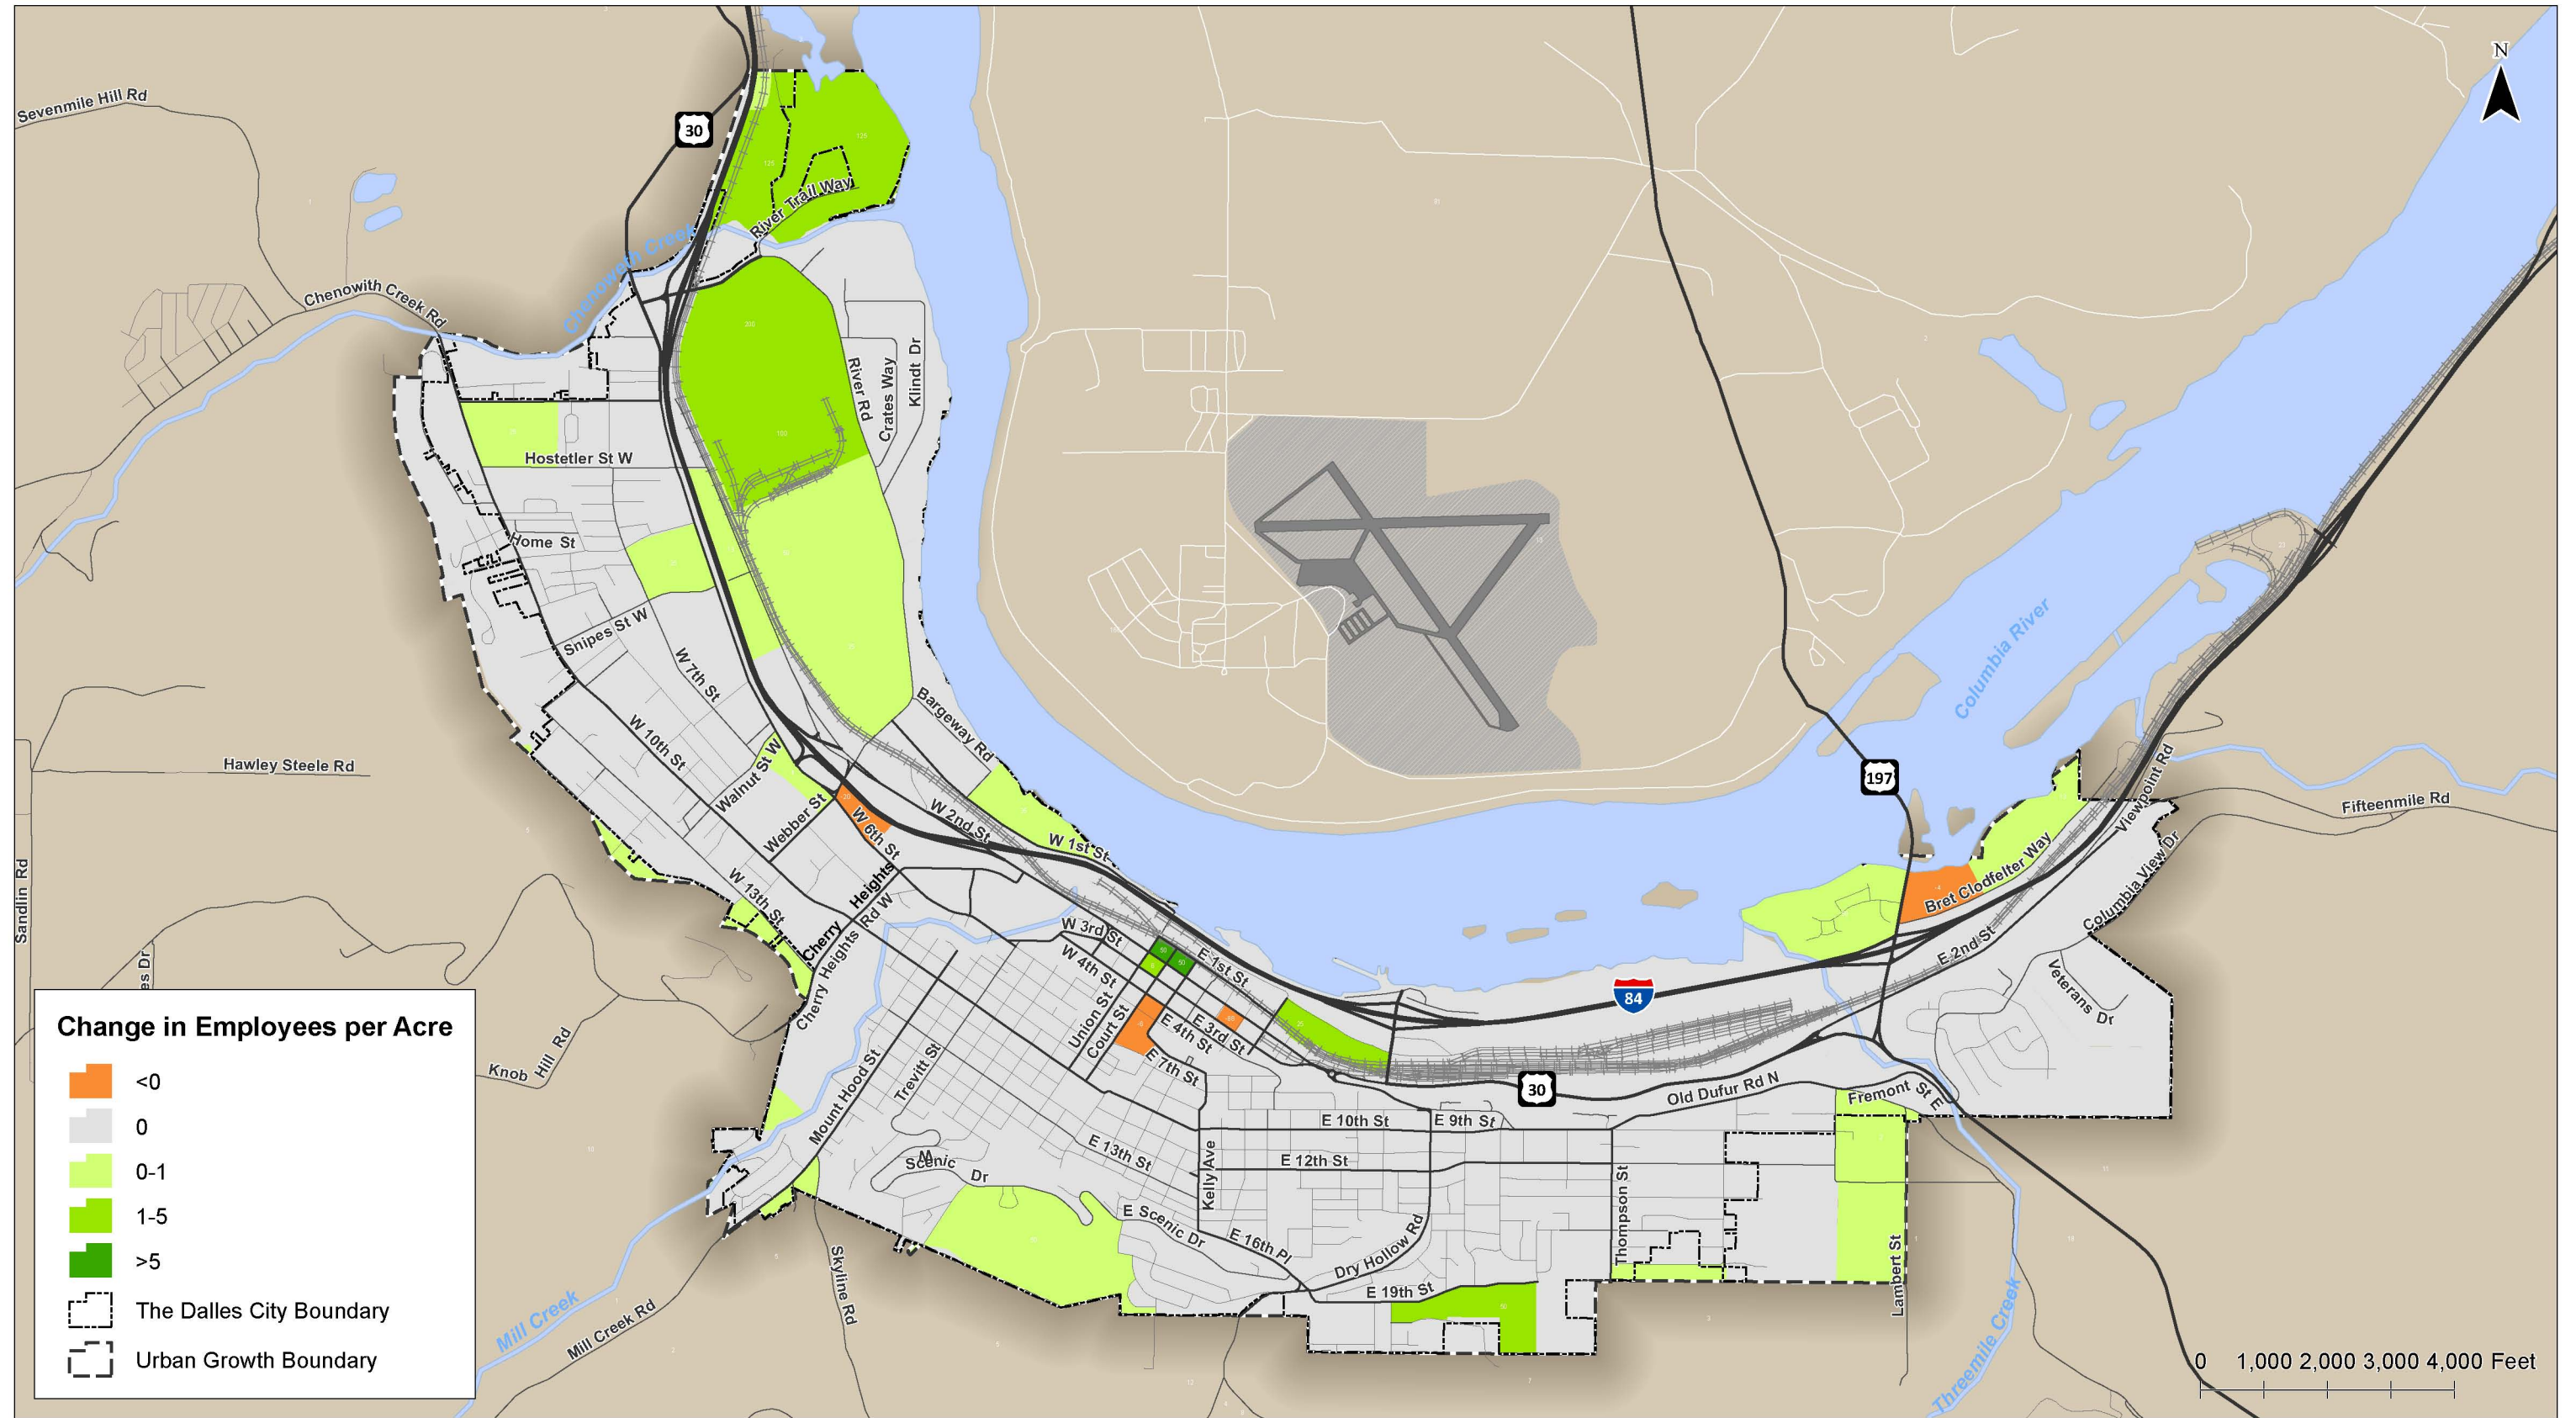 N
Sevenmile Hill Rd
30
125
125
River Trail Way
Chenoweth Creek
Chenowith Creek Rd
River Rd
Crates Way
Klindt Dr
Hostetler St W
Home St
Snipes St W
W 7th St
W 10th St
Bargeway Rd
Hawley Steele Rd
Walnut St W
Webber St
W 6th St
W 2nd St
W 1st St
Columbia River
197
Viewpoint Rd
Fifteenmile Rd
Bret Clodfelter Way
Columbia View Dr
Sandlin Rd
W 13th St
Cherry Heights
Cherry Heights Rd W
W 3rd St
W 4th St
E 1st St
50
E 2nd St
84
Veterans Dr
es Dr
Union St
Court St
E 3rd St
E 4th St
E 7th St
Knob Hill Rd
Mount Hood St
Trevitt St
30
Old Dufur Rd N
Fremont St E
E 10th St
E 9th St
E 13th St
E 12th St
Kelly Ave
W Scenic Dr
E Scenic Dr
E 16th Pl
Dry Hollow Rd
Thompson St
E 19th St
50
Lambert St
Skyline Rd
Mill Creek
Mill Creek Rd
Threemile Creek
Change in Employees per Acre
<0
0
0-1
1-5
>5
The Dalles City Boundary
Urban Growth Boundary
0 1,000 2,000 3,000 4,000 Feet